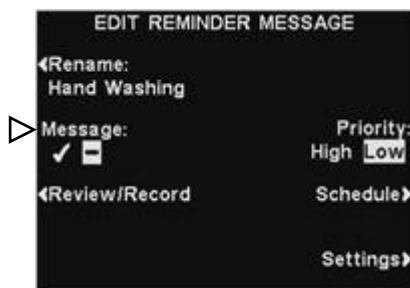 EDIT REMINDER MESSAGE
Rename:
Hand Washing
Message: Priority:
✓ – High Low
Review/Record Schedule
Settings